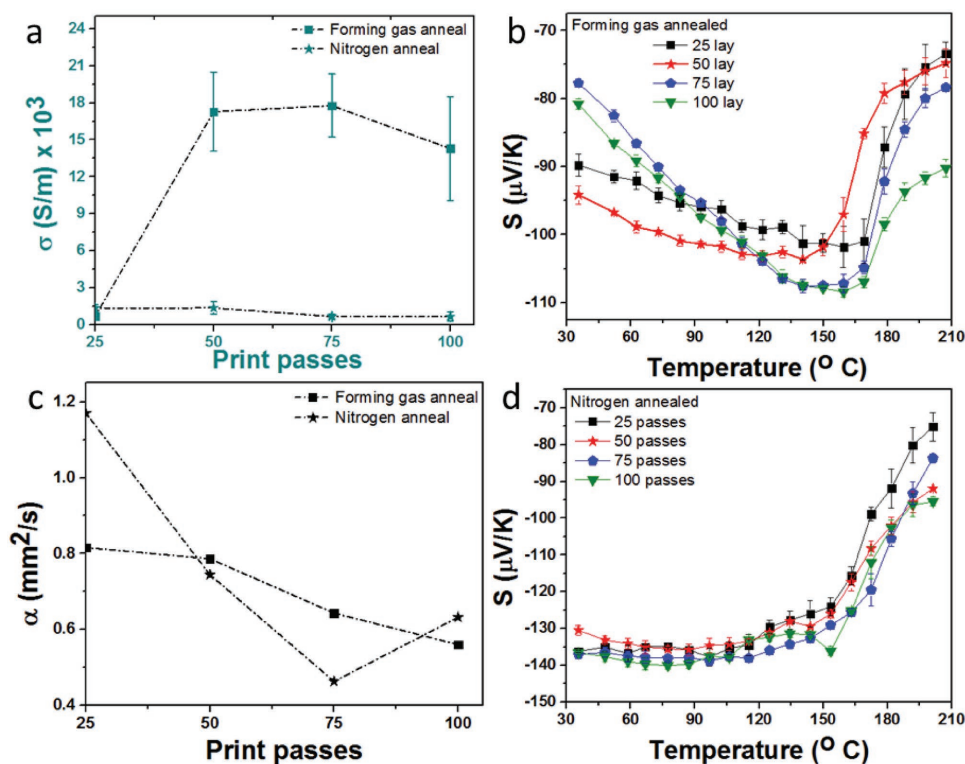 a
Forming gas anneal
Nitrogen anneal
σ (S/m) x 10³
24
21
18
15
12
9
6
3
0
25
50
75
100
Print passes
b
Forming gas annealed
25 lay
50 lay
75 lay
100 lay
S (μV/K)
-70
-80
-90
-100
-110
30
60
90
120
150
180
210
Temperature (° C)
c
Forming gas anneal
Nitrogen anneal
α (mm²/s)
1.2
1.0
0.8
0.6
0.4
25
50
75
100
Print passes
d
Nitrogen annealed
25 passes
50 passes
75 passes
100 passes
S (μV/K)
-70
-80
-90
-100
-110
-120
-130
-140
-150
30
60
90
120
150
180
210
Temperature (° C)